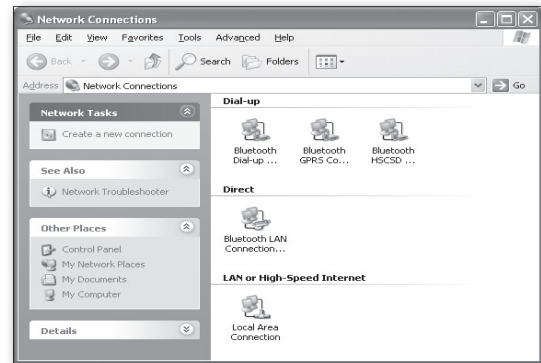 Network Connections
File Edit View Favorites Tools Advanced Help
Back Search Folders
Address Network Connections Go
Network Tasks
Create a new connection
See Also
Network Troubleshooter
Other Places
Control Panel
My Network Places
My Documents
My Computer
Details
Dial-up
Bluetooth
Dial-up ...
Bluetooth
GPRS Co...
Bluetooth
HSCSD ...
Direct
Bluetooth LAN
Connection...
LAN or High-Speed Internet
Local Area
Connection